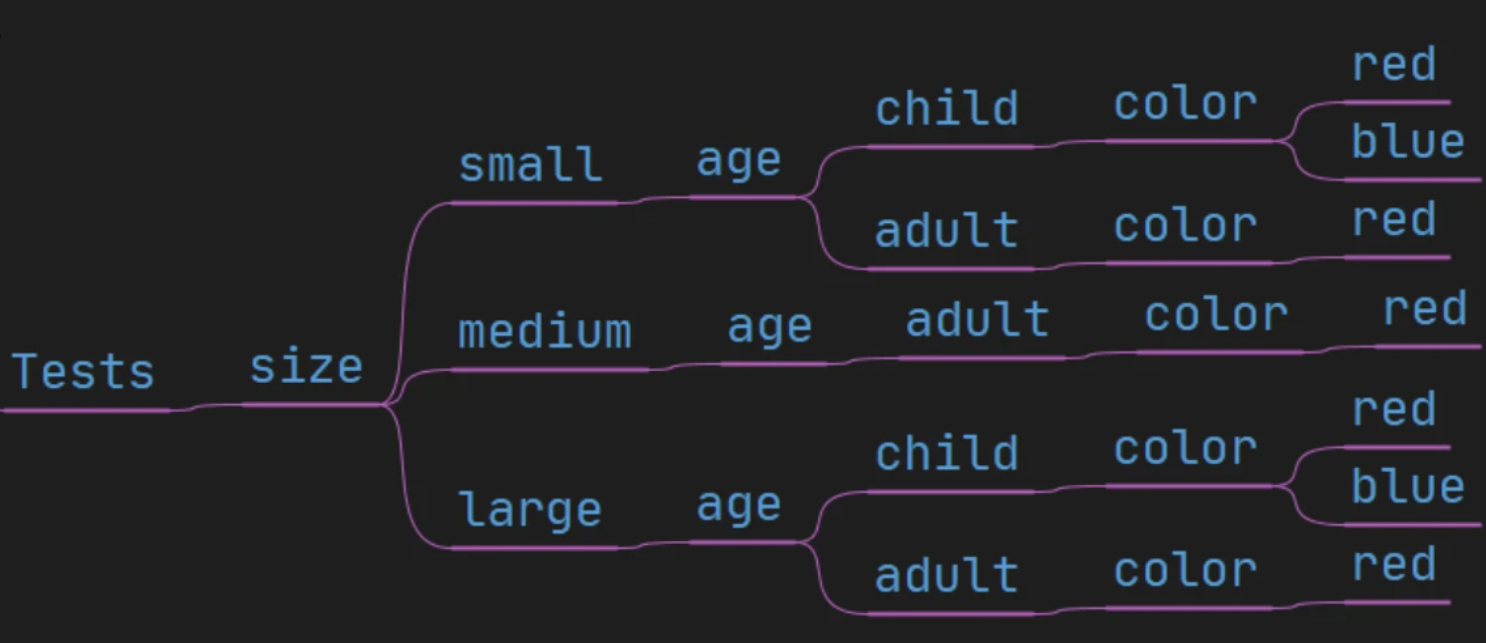 Tests
size
small
age
child
color
red
blue
adult
color
red
medium
age
adult
color
red
large
age
child
color
red
blue
adult
color
red